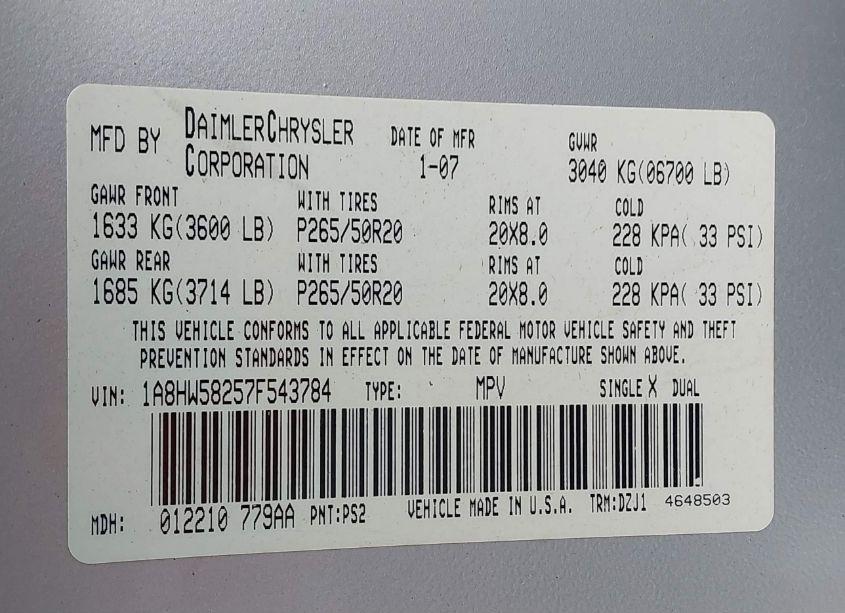 MFD BY DAIMLERCHRYSLER CORPORATION DATE OF MFR 1-07 GVWR 3040 KG(06700 LB)
GAWR FRONT WITH TIRES RIMS AT COLD
1633 KG(3600 LB) P265/50R20 20X8.0 228 KPA( 33 PSI)
GAWR REAR WITH TIRES RIMS AT COLD
1685 KG(3714 LB) P265/50R20 20X8.0 228 KPA( 33 PSI)
THIS VEHICLE CONFORMS TO ALL APPLICABLE FEDERAL MOTOR VEHICLE SAFETY AND THEFT
PREVENTION STANDARDS IN EFFECT ON THE DATE OF MANUFACTURE SHOWN ABOVE.
VIN: 1A8HW58257F543784 TYPE: MPV SINGLE X DUAL
MDH: 012210 779AA PNT:PS2 VEHICLE MADE IN U.S.A. TRM:DZJ1 4648503